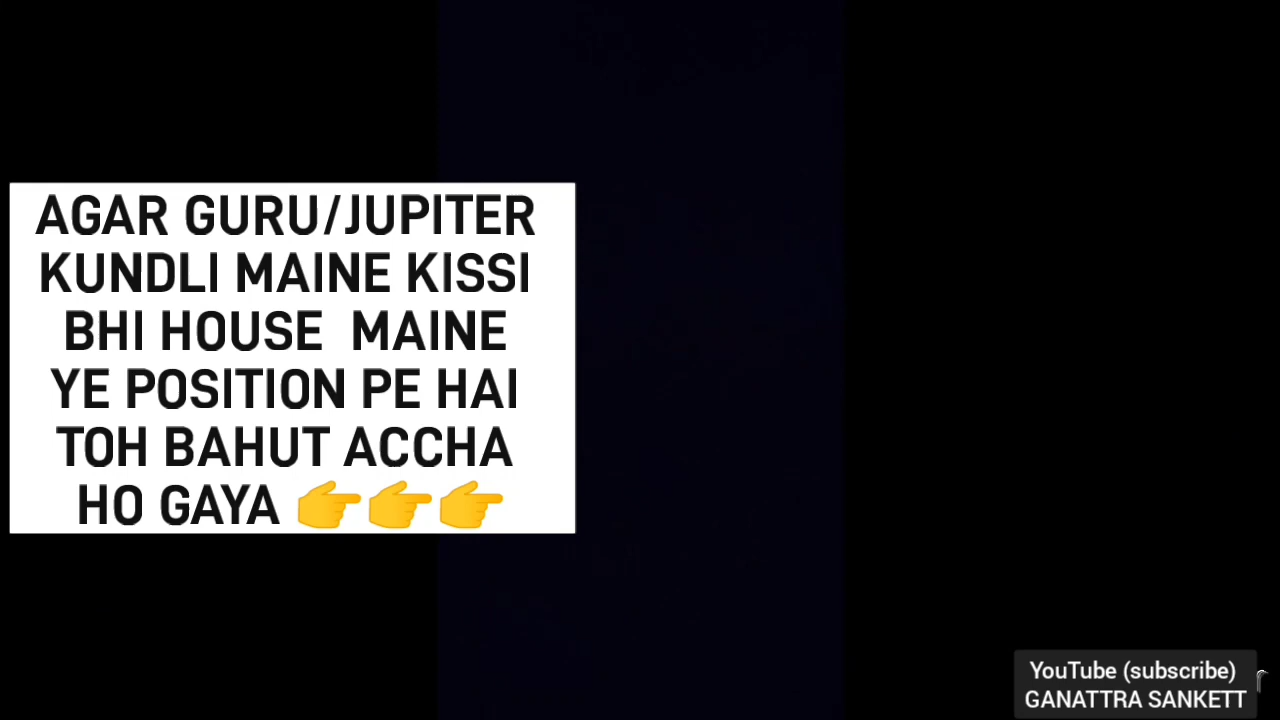 AGAR GURU/JUPITER
KUNDLI MAINE KISSI
BHI HOUSE MAINE
YE POSITION PE HAI
TOH BAHUT ACCHA
HO GAYA 👉👉👉
YouTube (subscribe)
GANATTRA SANKETT